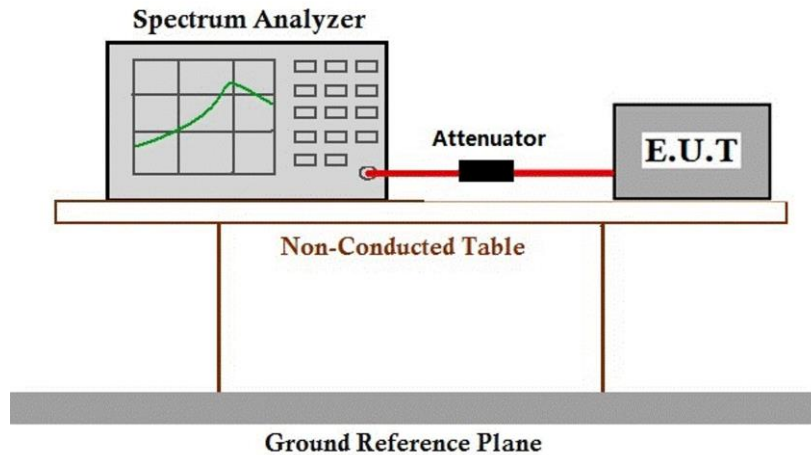 Spectrum Analyzer
Attenuator
E.U.T
Non-Conducted Table
Ground Reference Plane